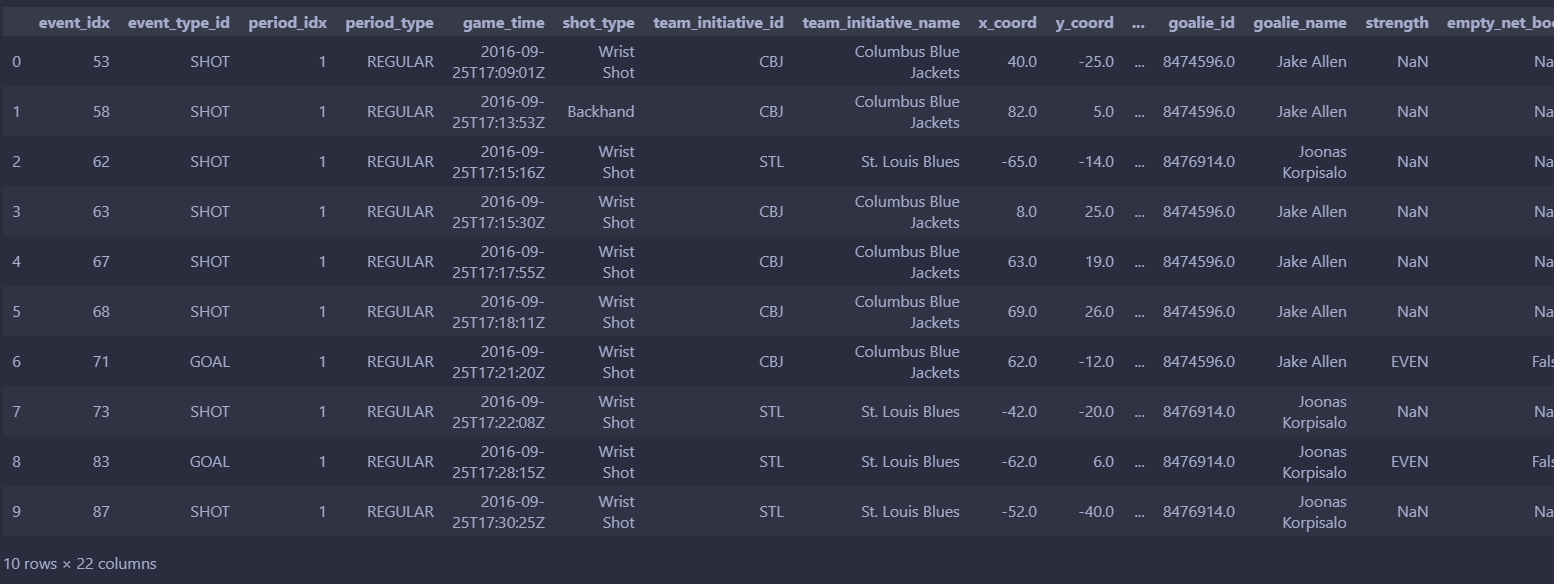 event_idx event_type_id period_idx period_type game_time shot_type team_initiative_id team_initiative_name x_coord y_coord ... goalie_id goalie_name strength empty_net_boo
0 53 SHOT 1 REGULAR 2016-09-25T17:09:01Z Wrist Shot CBJ Columbus Blue Jackets 40.0 -25.0 ... 8474596.0 Jake Allen NaN Na
1 58 SHOT 1 REGULAR 2016-09-25T17:13:53Z Backhand CBJ Columbus Blue Jackets 82.0 5.0 ... 8474596.0 Jake Allen NaN Na
2 62 SHOT 1 REGULAR 2016-09-25T17:15:16Z Wrist Shot STL St. Louis Blues -65.0 -14.0 ... 8476914.0 Joonas Korpisalo NaN Na
3 63 SHOT 1 REGULAR 2016-09-25T17:15:30Z Wrist Shot CBJ Columbus Blue Jackets 8.0 25.0 ... 8474596.0 Jake Allen NaN Na
4 67 SHOT 1 REGULAR 2016-09-25T17:17:55Z Wrist Shot CBJ Columbus Blue Jackets 63.0 19.0 ... 8474596.0 Jake Allen NaN Na
5 68 SHOT 1 REGULAR 2016-09-25T17:18:11Z Wrist Shot CBJ Columbus Blue Jackets 69.0 26.0 ... 8474596.0 Jake Allen NaN Na
6 71 GOAL 1 REGULAR 2016-09-25T17:21:20Z Wrist Shot CBJ Columbus Blue Jackets 62.0 -12.0 ... 8474596.0 Jake Allen EVEN Fals
7 73 SHOT 1 REGULAR 2016-09-25T17:22:08Z Wrist Shot STL St. Louis Blues -42.0 -20.0 ... 8476914.0 Joonas Korpisalo NaN Na
8 83 GOAL 1 REGULAR 2016-09-25T17:28:15Z Wrist Shot STL St. Louis Blues -62.0 6.0 ... 8476914.0 Joonas Korpisalo EVEN Fals
9 87 SHOT 1 REGULAR 2016-09-25T17:30:25Z Wrist Shot STL St. Louis Blues -52.0 -40.0 ... 8476914.0 Joonas Korpisalo NaN Na
10 rows × 22 columns